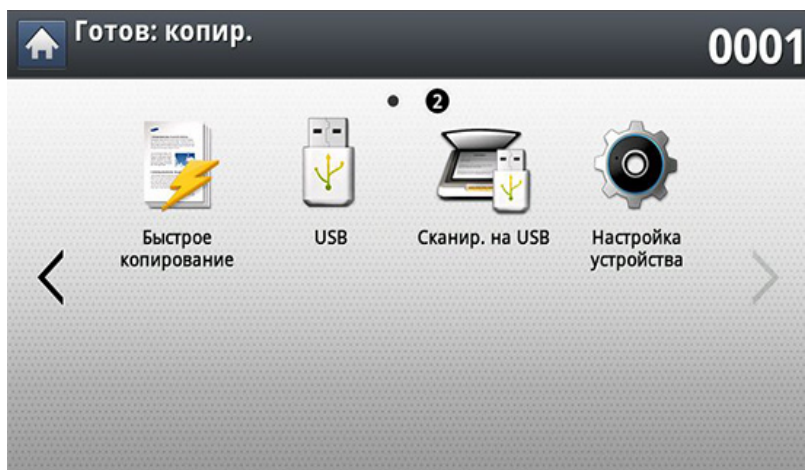 Готов: копир.
0001
2
Быстрое
копирование
USB
Сканир. на USB
Настройка
устройства